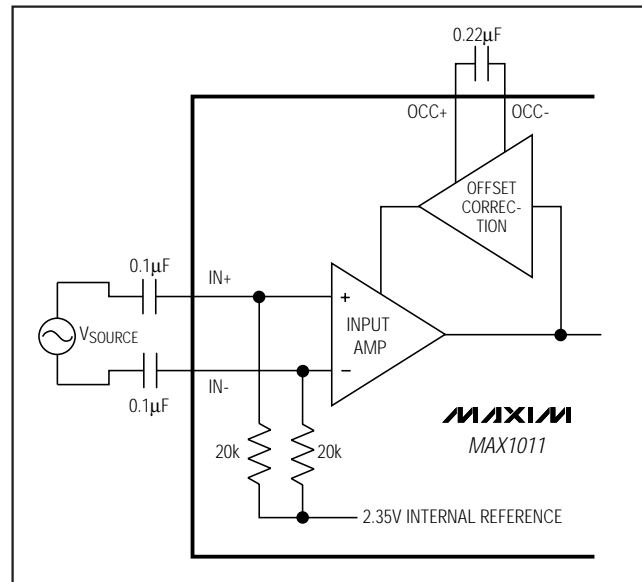 0.22μF
OCC+
OCC-
OFFSET
CORREC-
TION
0.1μF
IN+
+
INPUT
AMP
VSOURCE
−
IN-
0.1μF
MAXIM
MAX1011
20k
20k
2.35V INTERNAL REFERENCE